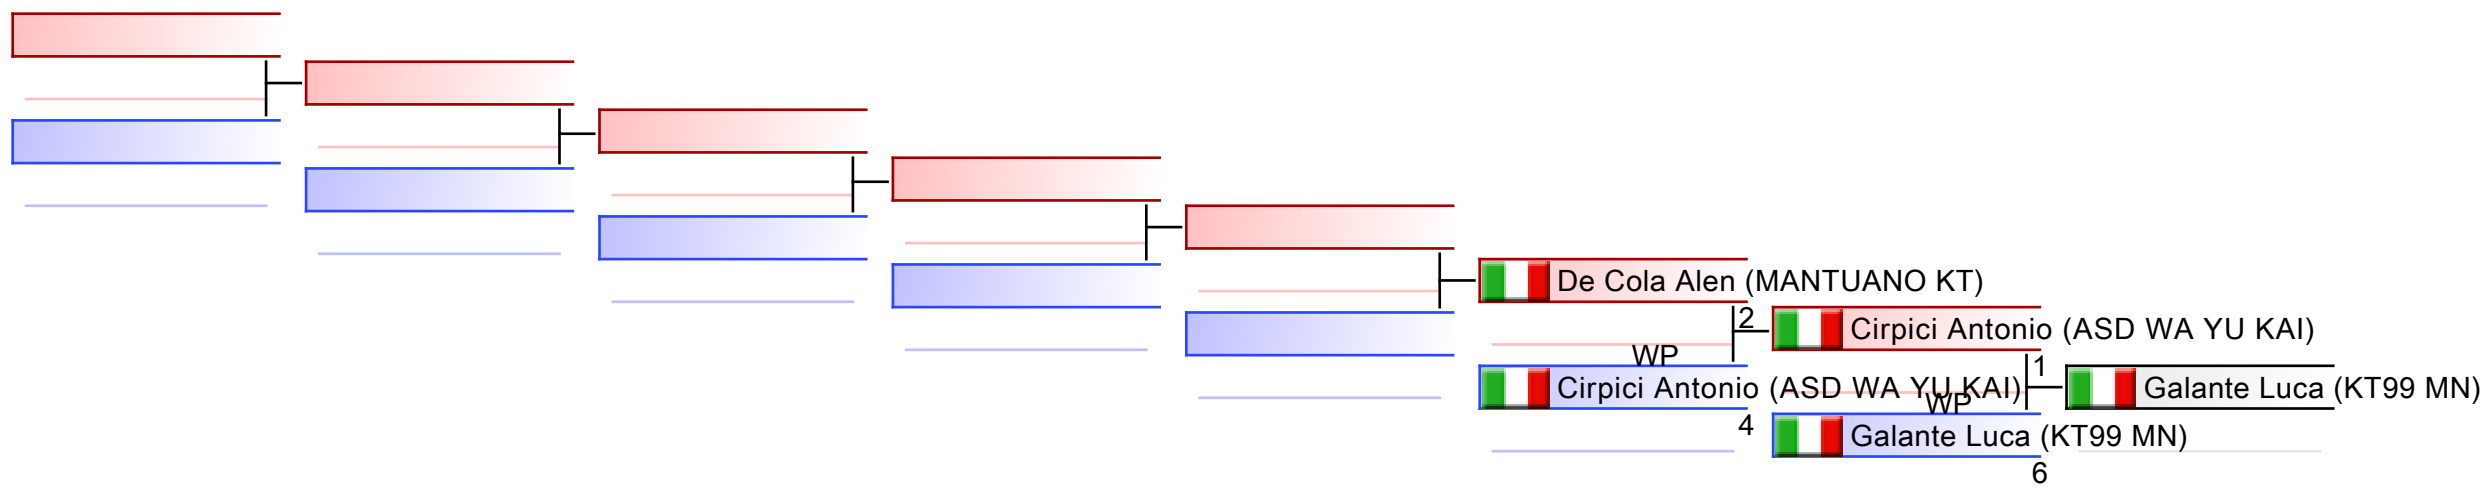 De Cola Alen (MANTUANO KT)
2
Cirpici Antonio (ASD WA YU KAI)
WP
1
Cirpici Antonio (ASD WA YU KAI)
Galante Luca (KT99 MN)
WP
4
Galante Luca (KT99 MN)
6